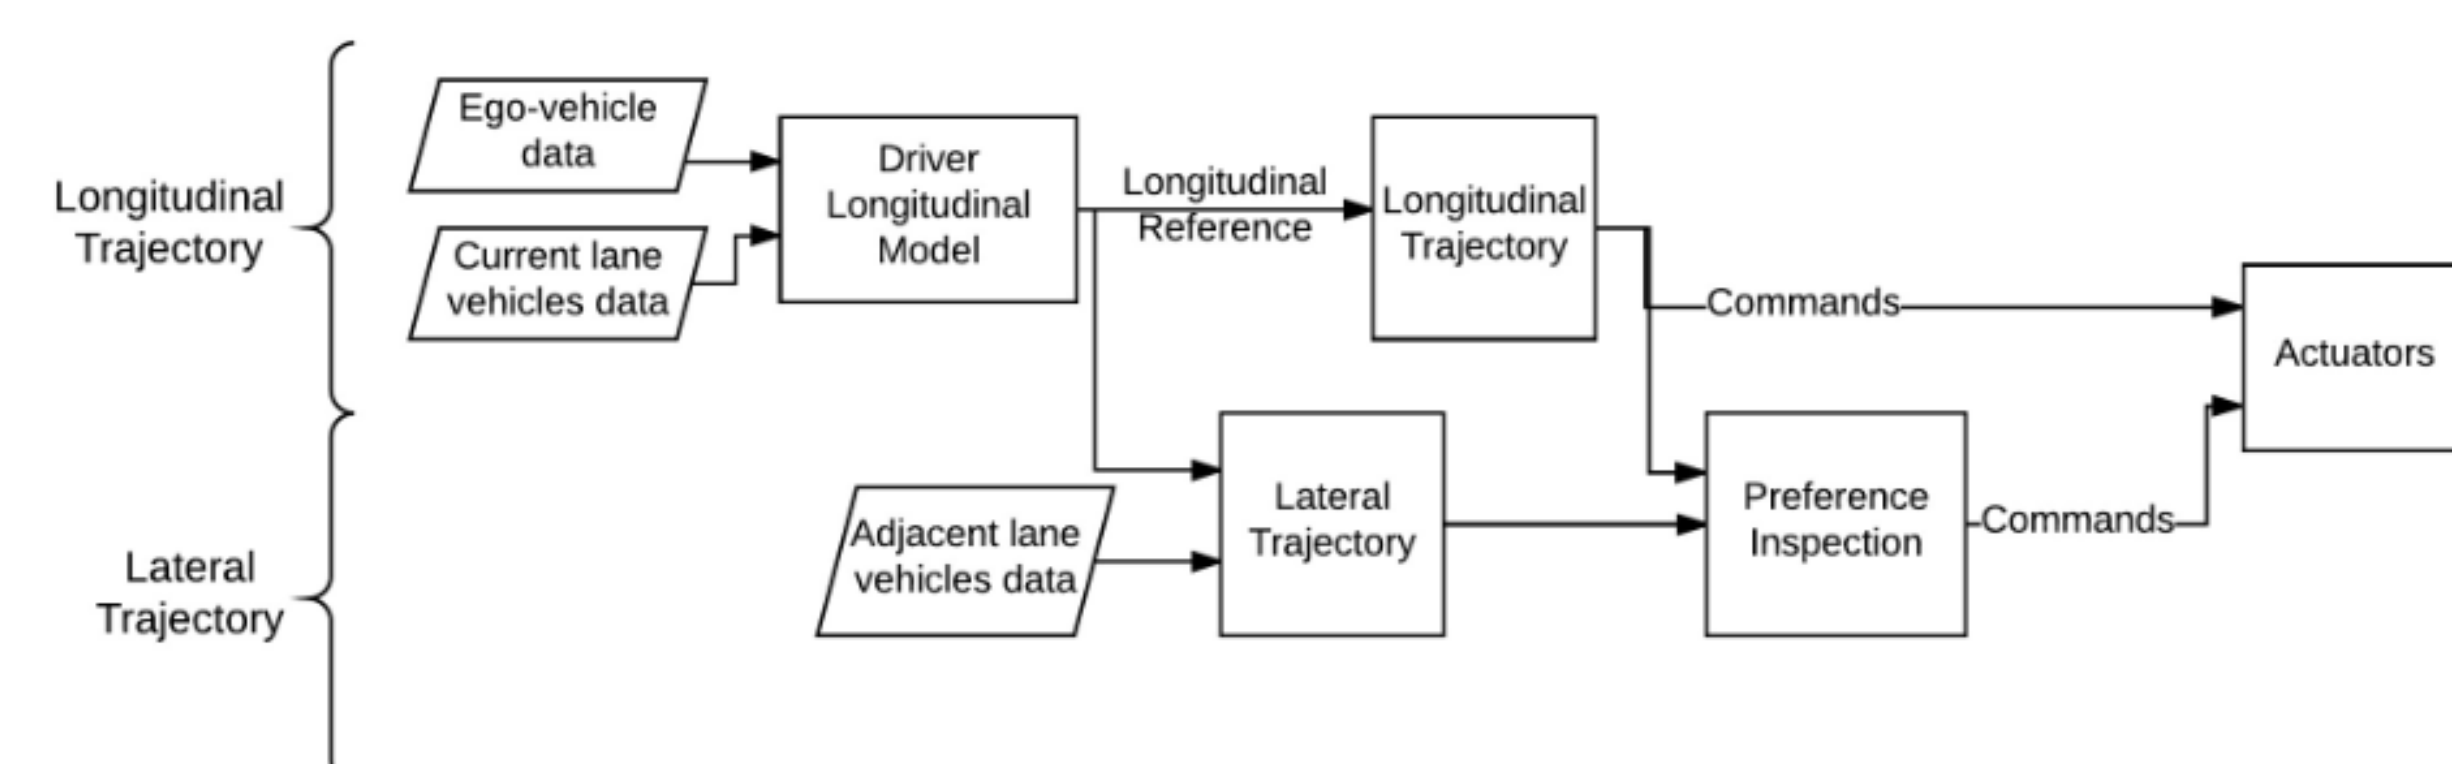 Longitudinal
Trajectory
Ego-vehicle
data
Current lane
vehicles data
Driver
Longitudinal
Model
Longitudinal
Reference
Longitudinal
Trajectory
Commands
Actuators
Lateral
Trajectory
Adjacent lane
vehicles data
Lateral
Trajectory
Preference
Inspection
Commands